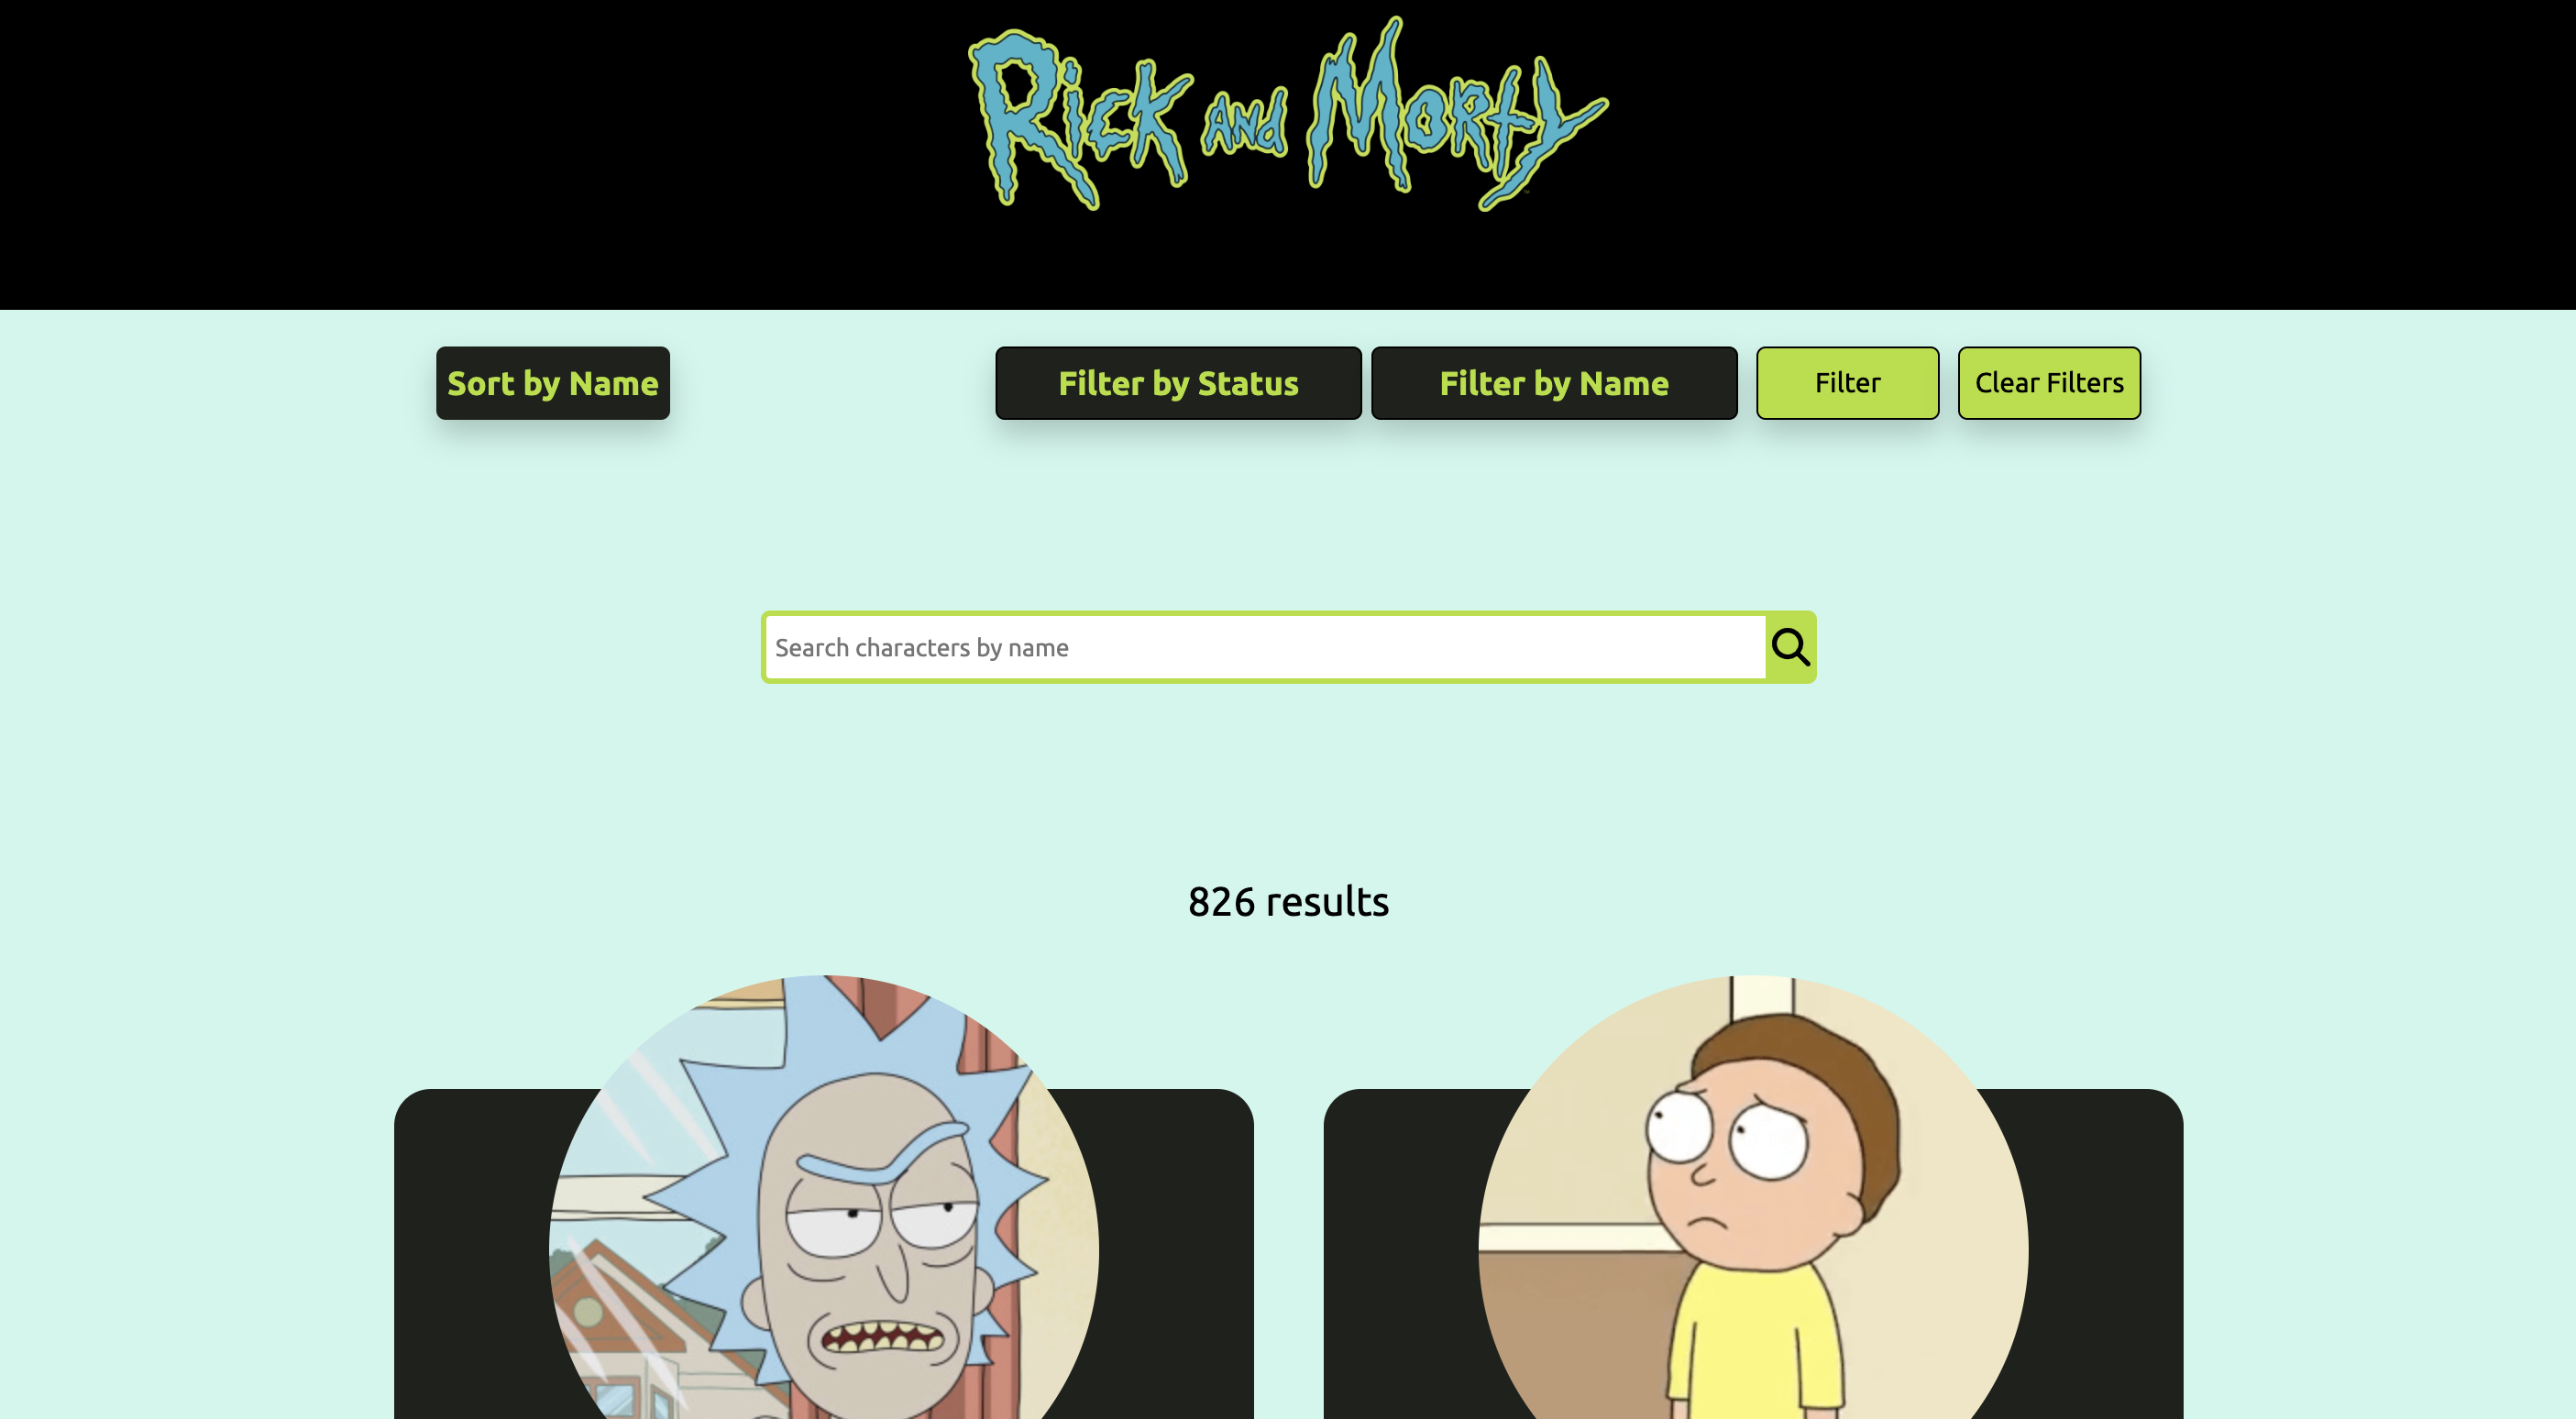 Rick and Morty
Sort by Name
Filter by Status
Filter by Name
Filter
Clear Filters
Search characters by name
826 results